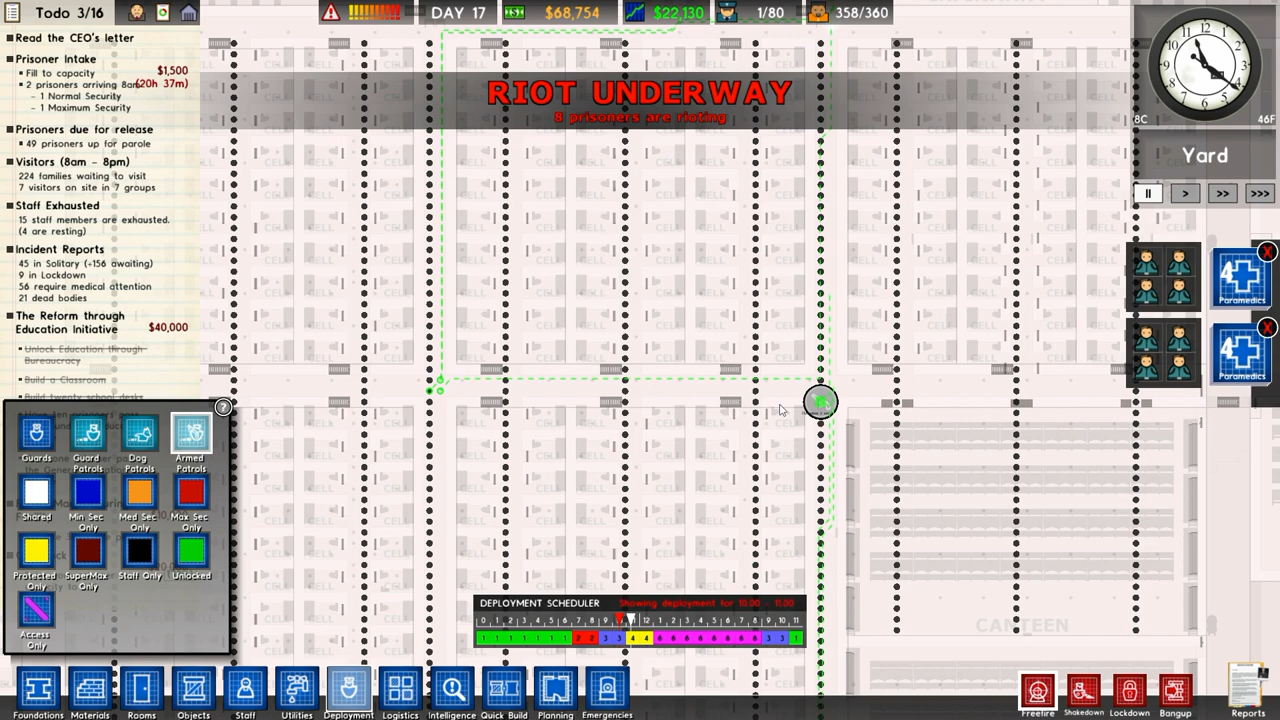 Todo 3/16
DAY 17
$68,754
$22,130
1/80
358/360
Read the CEO's letter
Prisoner Intake
Fill to capacity
$1,500
2 prisoners arriving 8am
(20h 37m)
- 1 Normal Security
- 1 Maximum Security
Prisoners due for release
49 prisoners up for parole
Visitors (8am - 8pm)
224 families waiting to visit
7 visitors on site in 7 groups
Staff Exhausted
15 staff members are exhausted.
(4 are resting)
Incident Reports
45 in Solitary (+156 awaiting)
9 in Lockdown
56 require medical attention
21 dead bodies
The Reform through
Education Initiative
$40,000
Unlock Education through
Bureaucracy
Build a Classroom
Build twenty school desks
RIOT UNDERWAY
8 prisoners are rioting
8C
46F
Yard
4
Paramedics
4
Paramedics
Guards
Guard Patrols
Dog Patrols
Armed Patrols
Shared
Min Sec Only
Med Sec Only
Max Sec Only
Protected Only
SuperMax Only
Staff Only
Unlocked
Access Only
DEPLOYMENT SCHEDULER
Showing deployment for 10.00 - 11.00
CANTEEN
Foundations
Materials
Rooms
Objects
Staff
Utilities
Deployment
Logistics
Intelligence
Quick Build
Planning
Emergencies
Freefire
Shakedown
Lockdown
Bangup
Reports